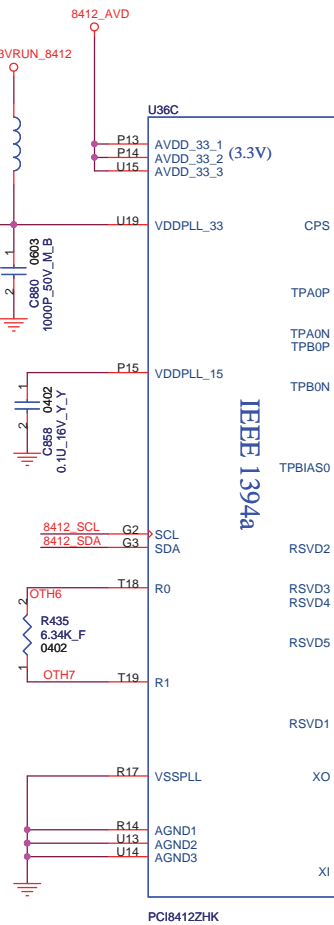 8412_AVD
3VRUN_8412
U36C
P13 AVDD_33_1
P14 AVDD_33_2 (3.3V)
U15 AVDD_33_3
U19 VDDPLL_33 CPS
1
2
C880 0603
1000P_50V_M_B
TPA0P
TPA0N
TPB0P
P15 VDDPLL_15
TPB0N
1
2
C858 0402
0.1U_16V_Y_Y
IEEE 1394a
TPBIAS0
8412_SCL G2 SCL
8412_SDA G3 SDA RSVD2
T18 R0 RSVD3
OTH6
RSVD4
2
R435
6.34K_F
0402
1
RSVD5
OTH7 T19 R1
RSVD1
R17 VSSPLL XO
R14 AGND1
U13 AGND2
U14 AGND3
XI
PCI8412ZHK